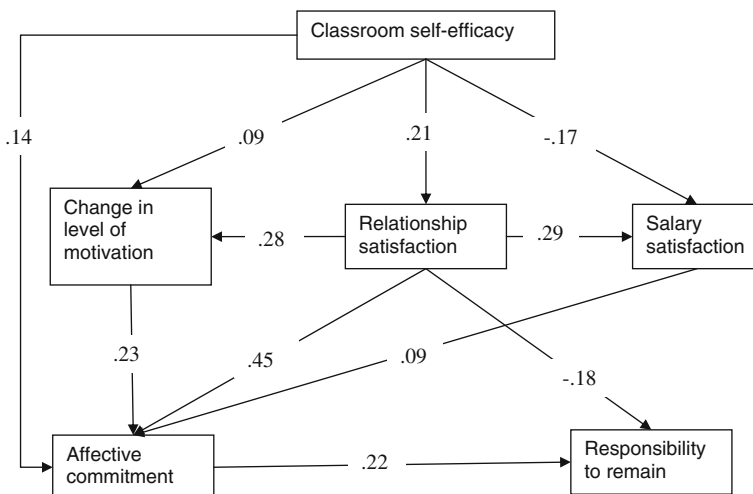 Classroom self-efficacy
.14
.09
.21
-.17
Change in
level of
motivation
.28
Relationship
satisfaction
.29
Salary
satisfaction
.23
.45
.09
-.18
Affective
commitment
.22
Responsibility
to remain